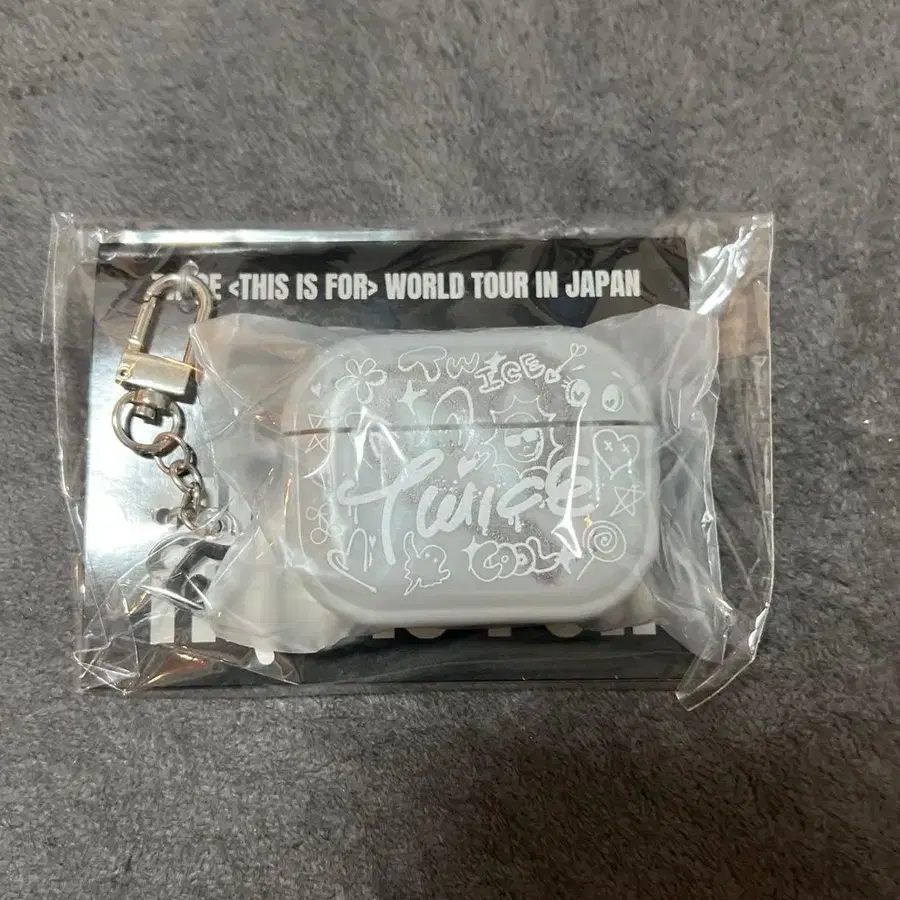 <THIS IS FOR> WORLD TOUR IN JAPAN
TWICE
Twice
COOL